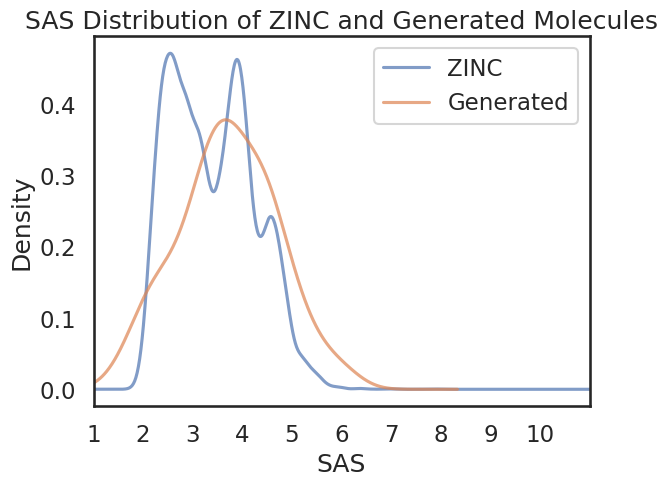 SAS Distribution of ZINC and Generated Molecules
ZINC
Generated
Density
0.4
0.3
0.2
0.1
0.0
1 2 3 4 5 6 7 8 9 10
SAS